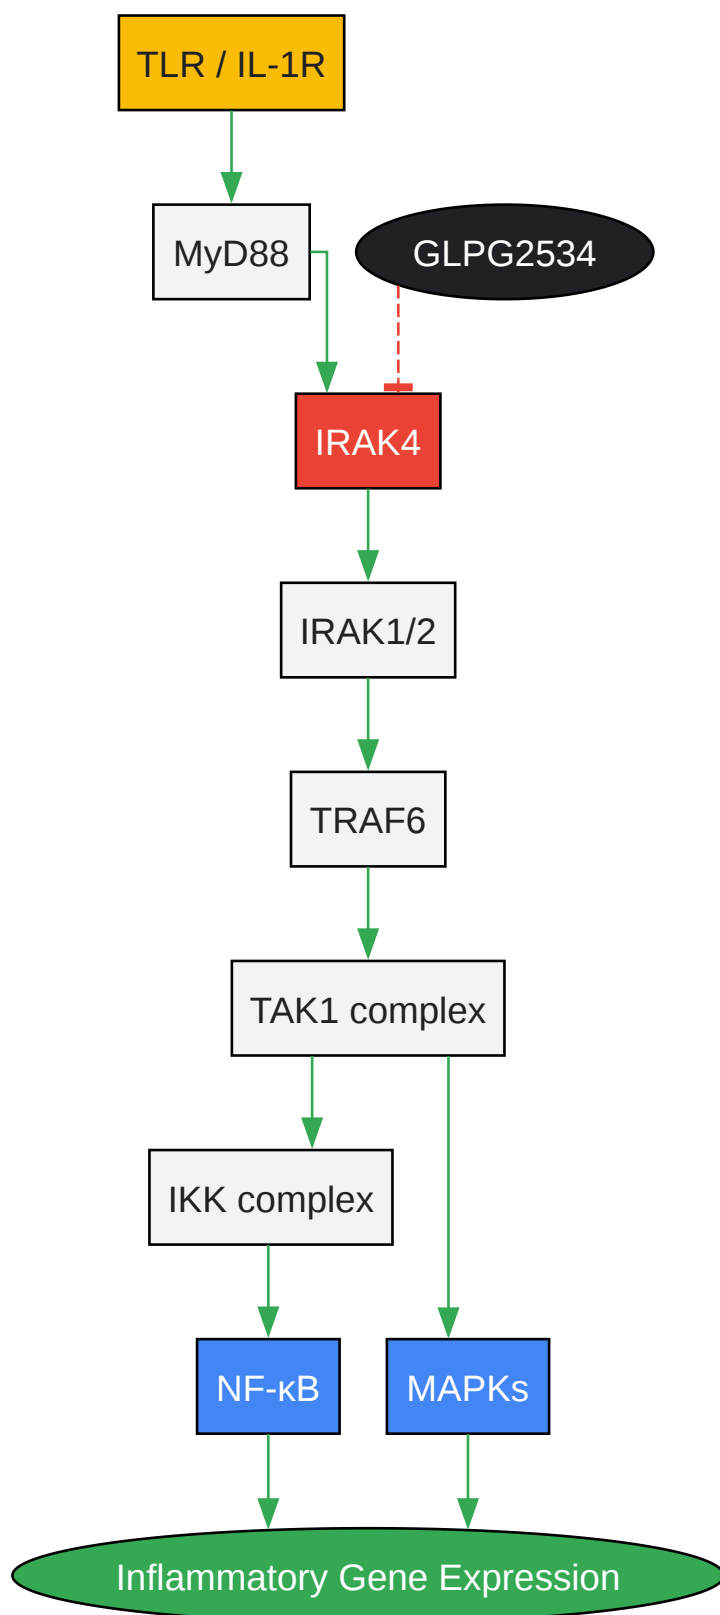 TLR / IL-1R
MyD88
GLPG2534
IRAK4
IRAK1/2
TRAF6
TAK1 complex
IKK complex
NF-κB
MAPKs
Inflammatory Gene Expression